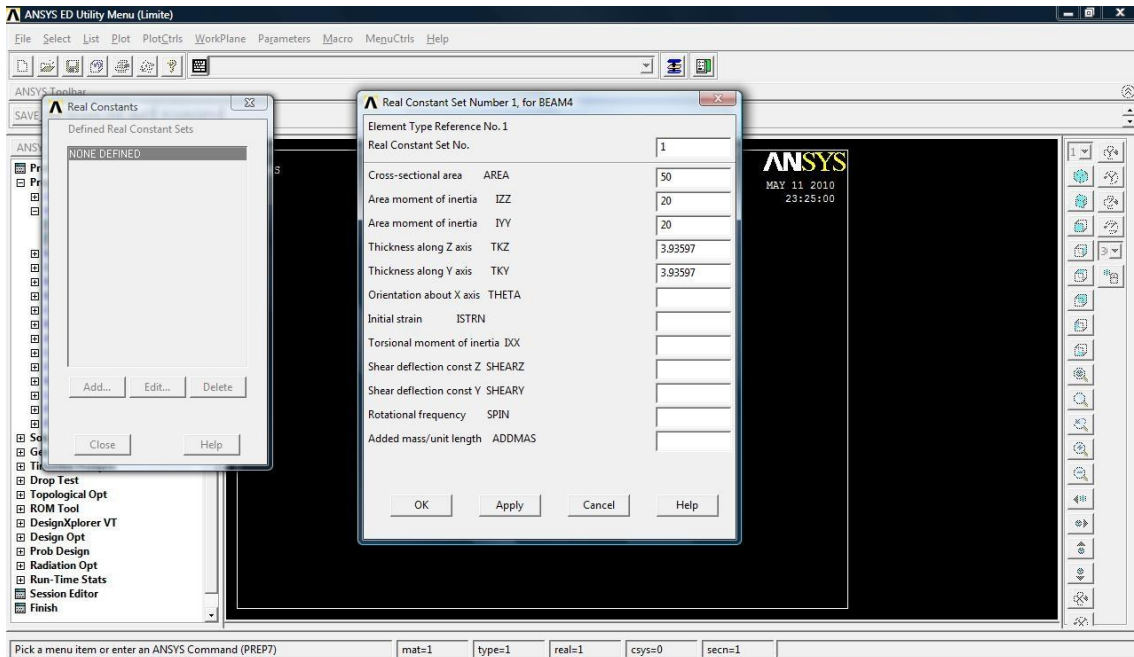 ANSYS ED Utility Menu (Limite)
File Select List Plot PlotCtrls WorkPlane Parameters Macro MenuCtrls Help
ANSYS Toolbar
SAVE
Real Constants
Defined Real Constant Sets
NONE DEFINED
Add... Edit... Delete
Close Help
Real Constant Set Number 1, for BEAM4
Element Type Reference No. 1
Real Constant Set No. 1
Cross-sectional area AREA 50
Area moment of inertia IZZ 20
Area moment of inertia IYY 20
Thickness along Z axis TKZ 3.93597
Thickness along Y axis TKY 3.93597
Orientation about X axis THETA
Initial strain ISTRN
Torsional moment of inertia IXX
Shear deflection const Z SHEARZ
Shear deflection const Y SHEARY
Rotational frequency SPIN
Added mass/unit length ADDMAS
OK Apply Cancel Help
ANSYS
MAY 11 2010
23:25:00
1
Drop Test
Topological Opt
ROM Tool
DesignXplorer VT
Design Opt
Prob Design
Radiation Opt
Run-Time Stats
Session Editor
Finish
Pick a menu item or enter an ANSYS Command (PREP7) mat=1 type=1 real=1 csys=0 secn=1